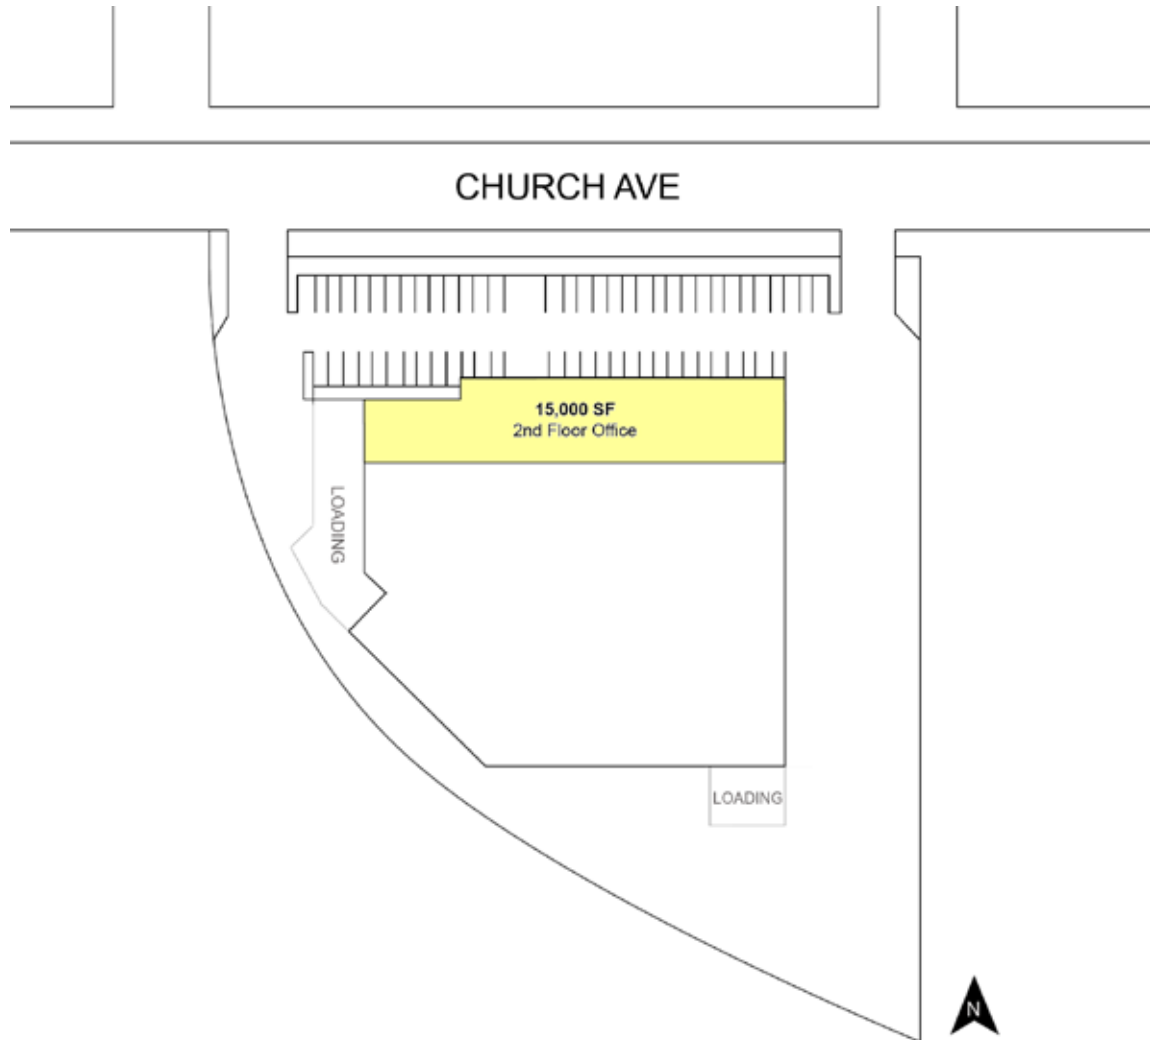 CHURCH AVE
15,000 SF
2nd Floor Office
LOADING
LOADING
N